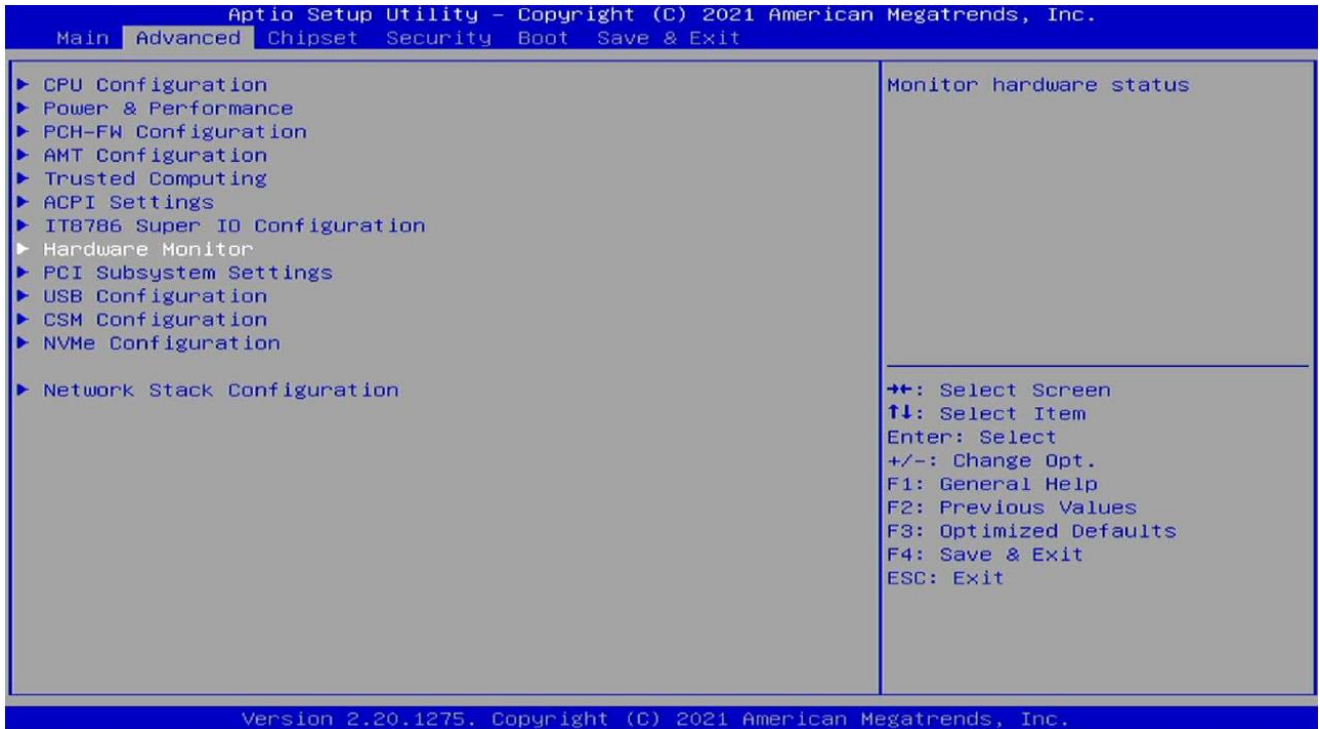 Aptio Setup Utility – Copyright (C) 2021 American Megatrends, Inc.
Main Advanced Chipset Security Boot Save & Exit
► CPU Configuration
► Power & Performance
► PCH-FW Configuration
► AMT Configuration
► Trusted Computing
► ACPI Settings
► IT8786 Super IO Configuration
► Hardware Monitor
► PCI Subsystem Settings
► USB Configuration
► CSM Configuration
► NVMe Configuration
► Network Stack Configuration
Monitor hardware status
→←: Select Screen
↑↓: Select Item
Enter: Select
+/-: Change Opt.
F1: General Help
F2: Previous Values
F3: Optimized Defaults
F4: Save & Exit
ESC: Exit
Version 2.20.1275. Copyright (C) 2021 American Megatrends, Inc.